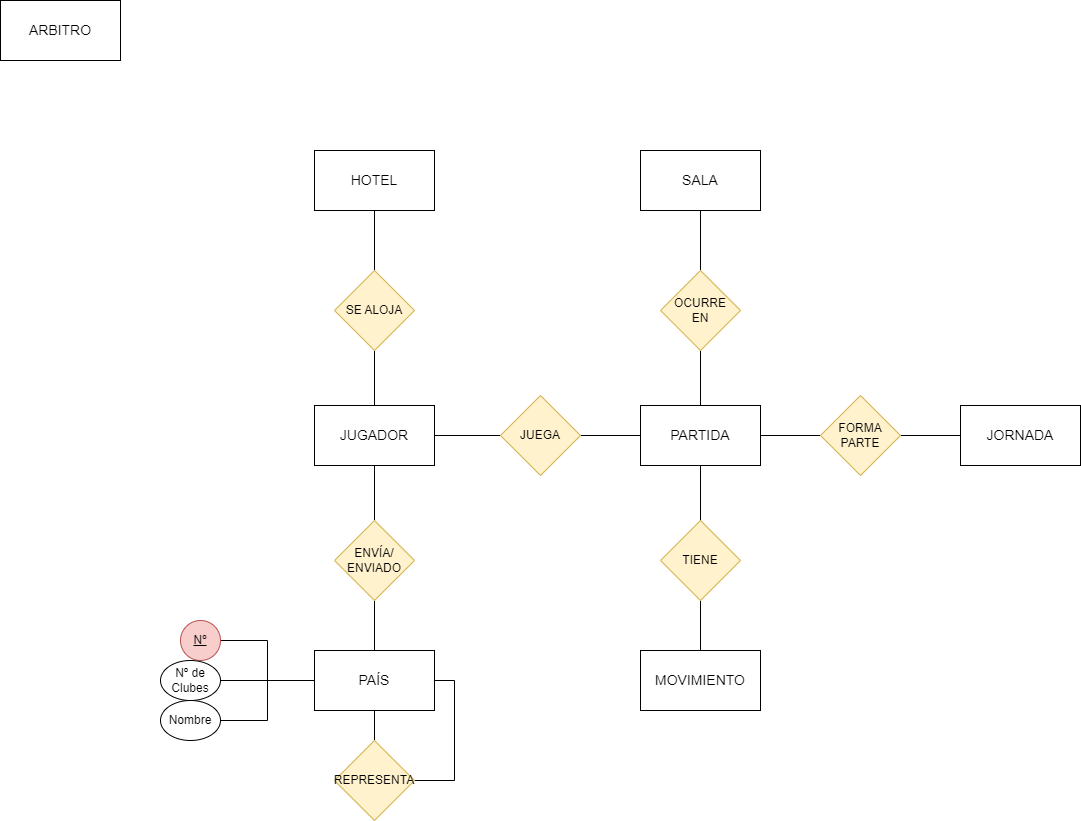 ARBITRO
HOTEL
SALA
SE ALOJA
OCURRE
EN
JUGADOR
JUEGA
PARTIDA
FORMA
PARTE
JORNADA
ENVÍA/
ENVIADO
TIENE
Nº
Nº de
Clubes
Nombre
PAÍS
MOVIMIENTO
REPRESENTA